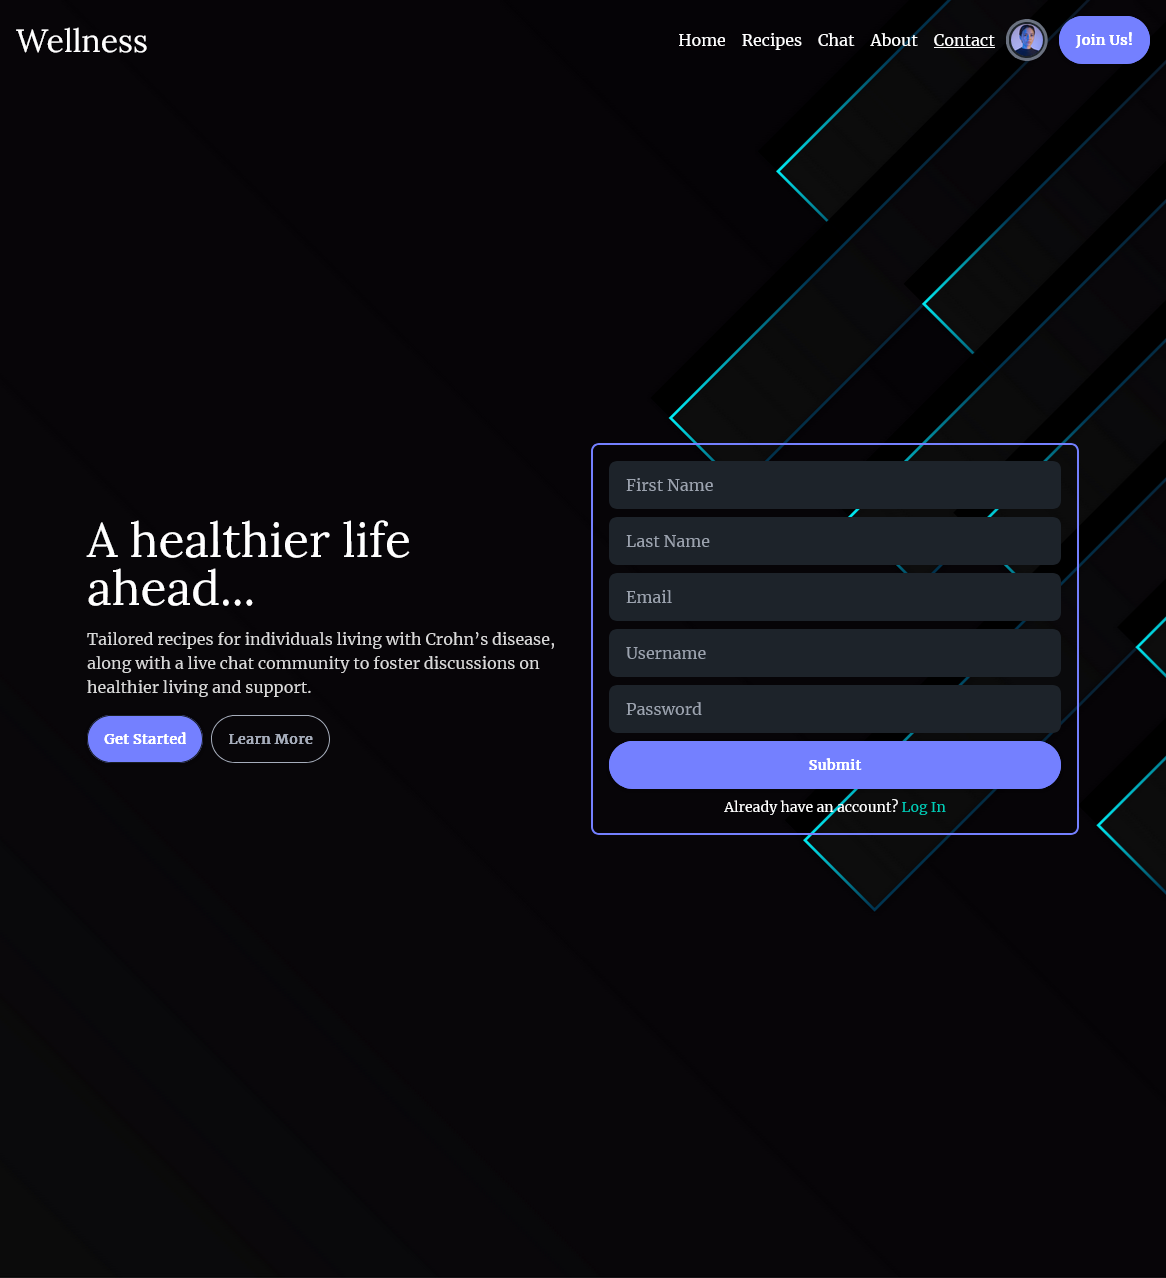 Wellness
Home Recipes Chat About Contact Join Us!
A healthier life
ahead...
Tailored recipes for individuals living with Crohn’s disease,
along with a live chat community to foster discussions on
healthier living and support.
Get Started Learn More
First Name
Last Name
Email
Username
Password
Submit
Already have an account? Log In